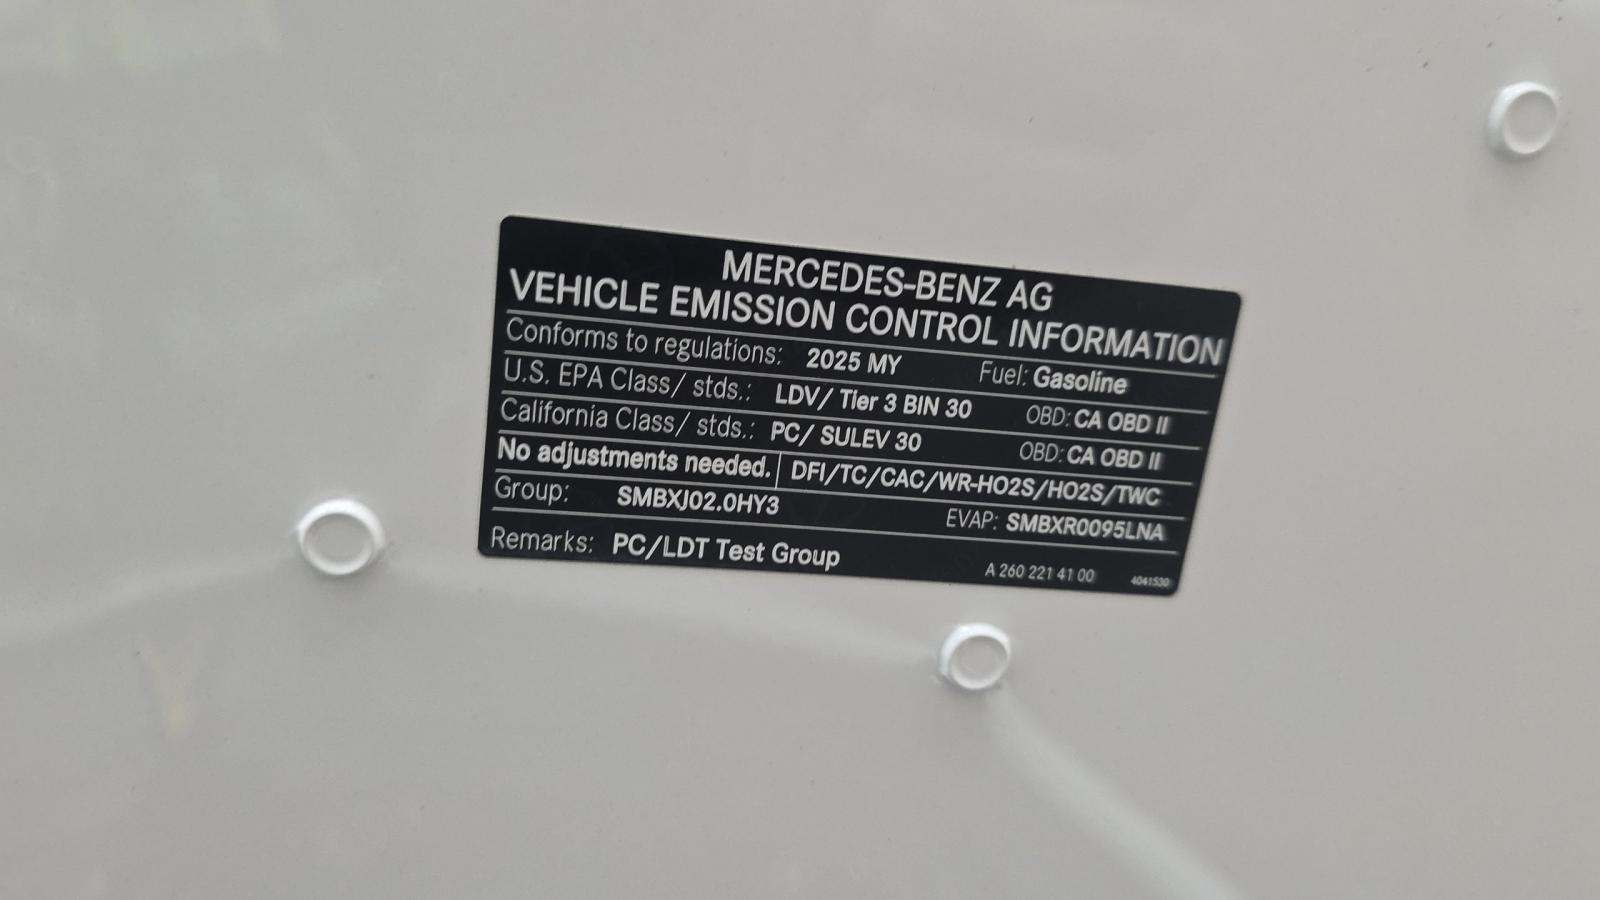 MERCEDES-BENZ AG
VEHICLE EMISSION CONTROL INFORMATION
Conforms to regulations: 2025 MY Fuel: Gasoline
U.S. EPA Class/ stds.: LDV/ Tier 3 BIN 30 OBD: CA OBD II
California Class/ stds.: PC/ SULEV 30 OBD: CA OBD II
No adjustments needed. DFI/TC/CAC/WR-HO2S/HO2S/TWC
Group: SMBXJ02.0HY3 EVAP: SMBXR0095LNA
Remarks: PC/LDT Test Group A 260 221 41 00 4041530